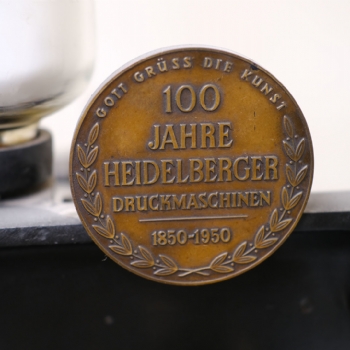 GOTT GRÜSS DIE KUNST
100
JAHRE
HEIDELBERGER
DRUCKMASCHINEN
1850-1950